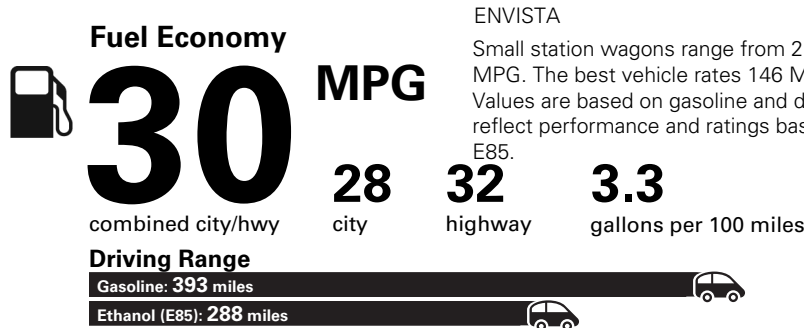 ENVISTA
Fuel Economy
Small station wagons range from 2
MPG. The best vehicle rates 146 M
Values are based on gasoline and d
reflect performance and ratings bas
E85.
30
MPG
28
32
3.3
combined city/hwy
city
highway
gallons per 100 miles
Driving Range
Gasoline: 393 miles
Ethanol (E85): 288 miles